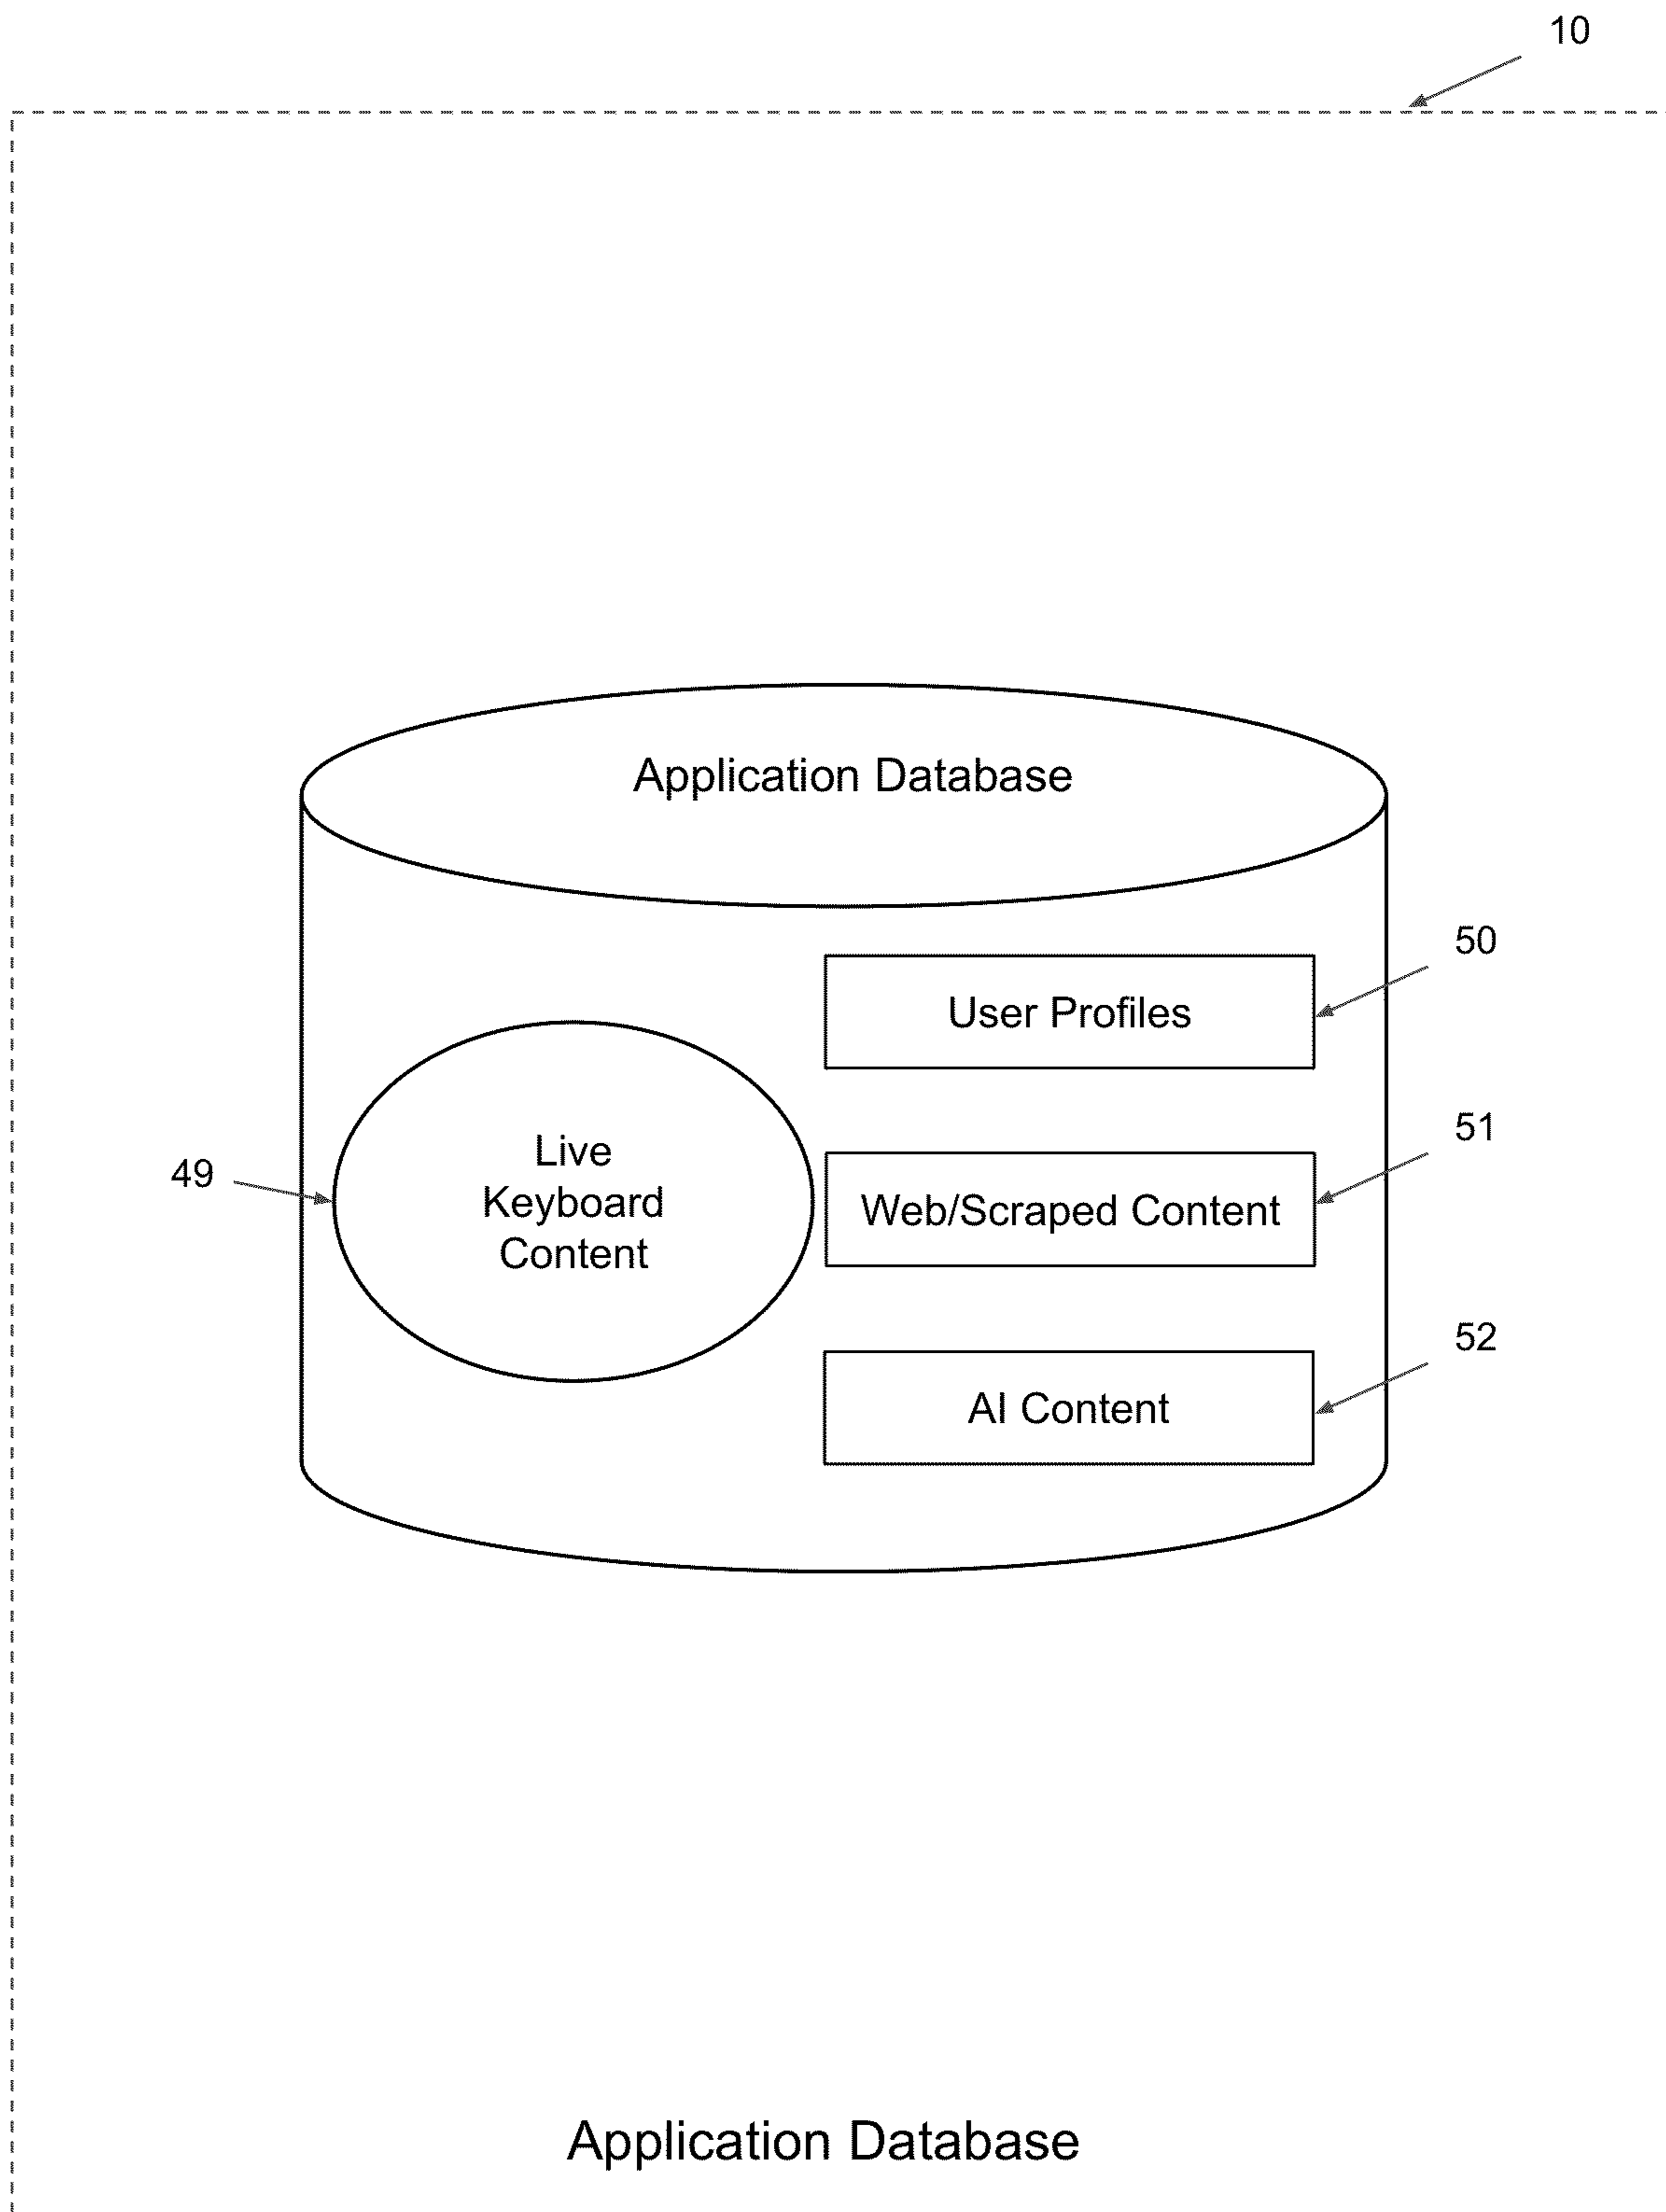 10
Application Database
50
User Profiles
51
49
Live
Keyboard
Content
Web/Scraped Content
52
AI Content
Application Database